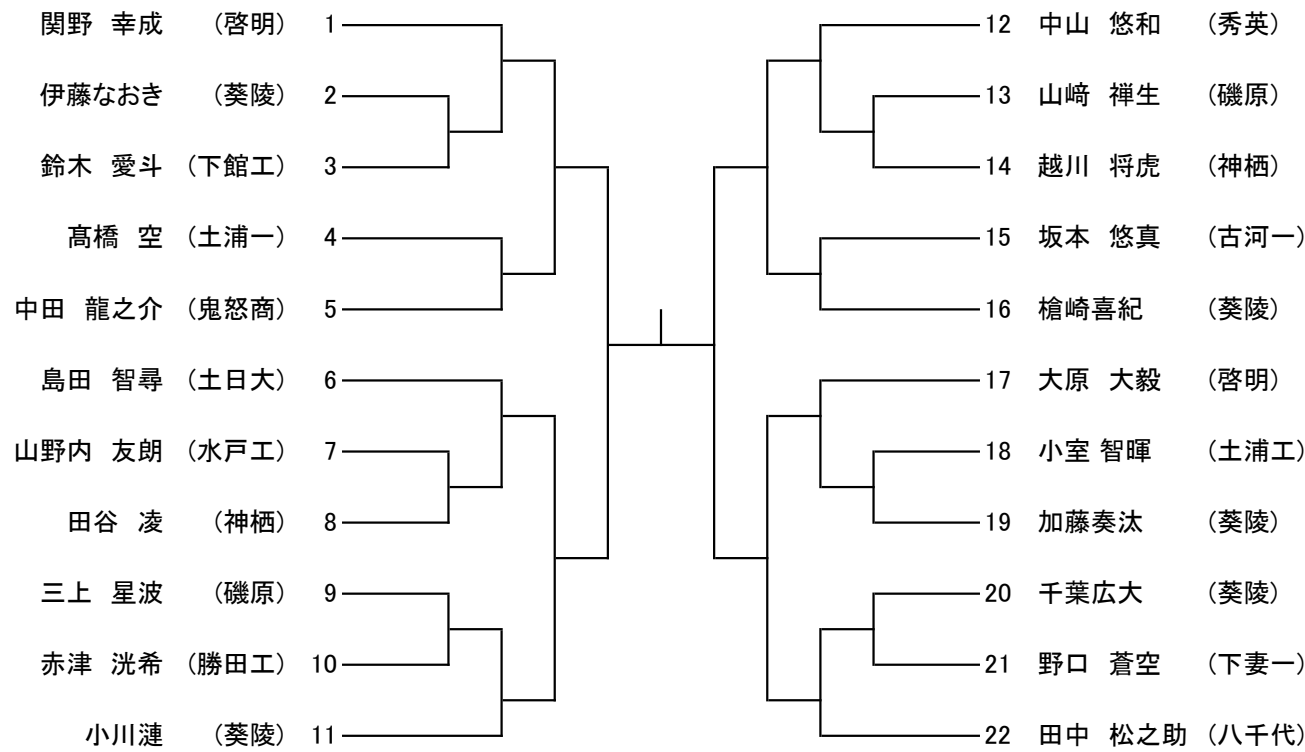 関野 幸成 (啓明) 1
伊藤なおき (葵陵) 2
鈴木 愛斗 (下館工) 3
髙橋 空 (土浦一) 4
中田 龍之介 (鬼怒商) 5
島田 智尋 (土日大) 6
山野内 友朗 (水戸工) 7
田谷 凌 (神栖) 8
三上 星波 (磯原) 9
赤津 洸希 (勝田工) 10
小川漣 (葵陵) 11
12 中山 悠和 (秀英)
13 山﨑 禅生 (磯原)
14 越川 将虎 (神栖)
15 坂本 悠真 (古河一)
16 槍崎喜紀 (葵陵)
17 大原 大毅 (啓明)
18 小室 智暉 (土浦工)
19 加藤奏汰 (葵陵)
20 千葉広大 (葵陵)
21 野口 蒼空 (下妻一)
22 田中 松之助 (八千代)